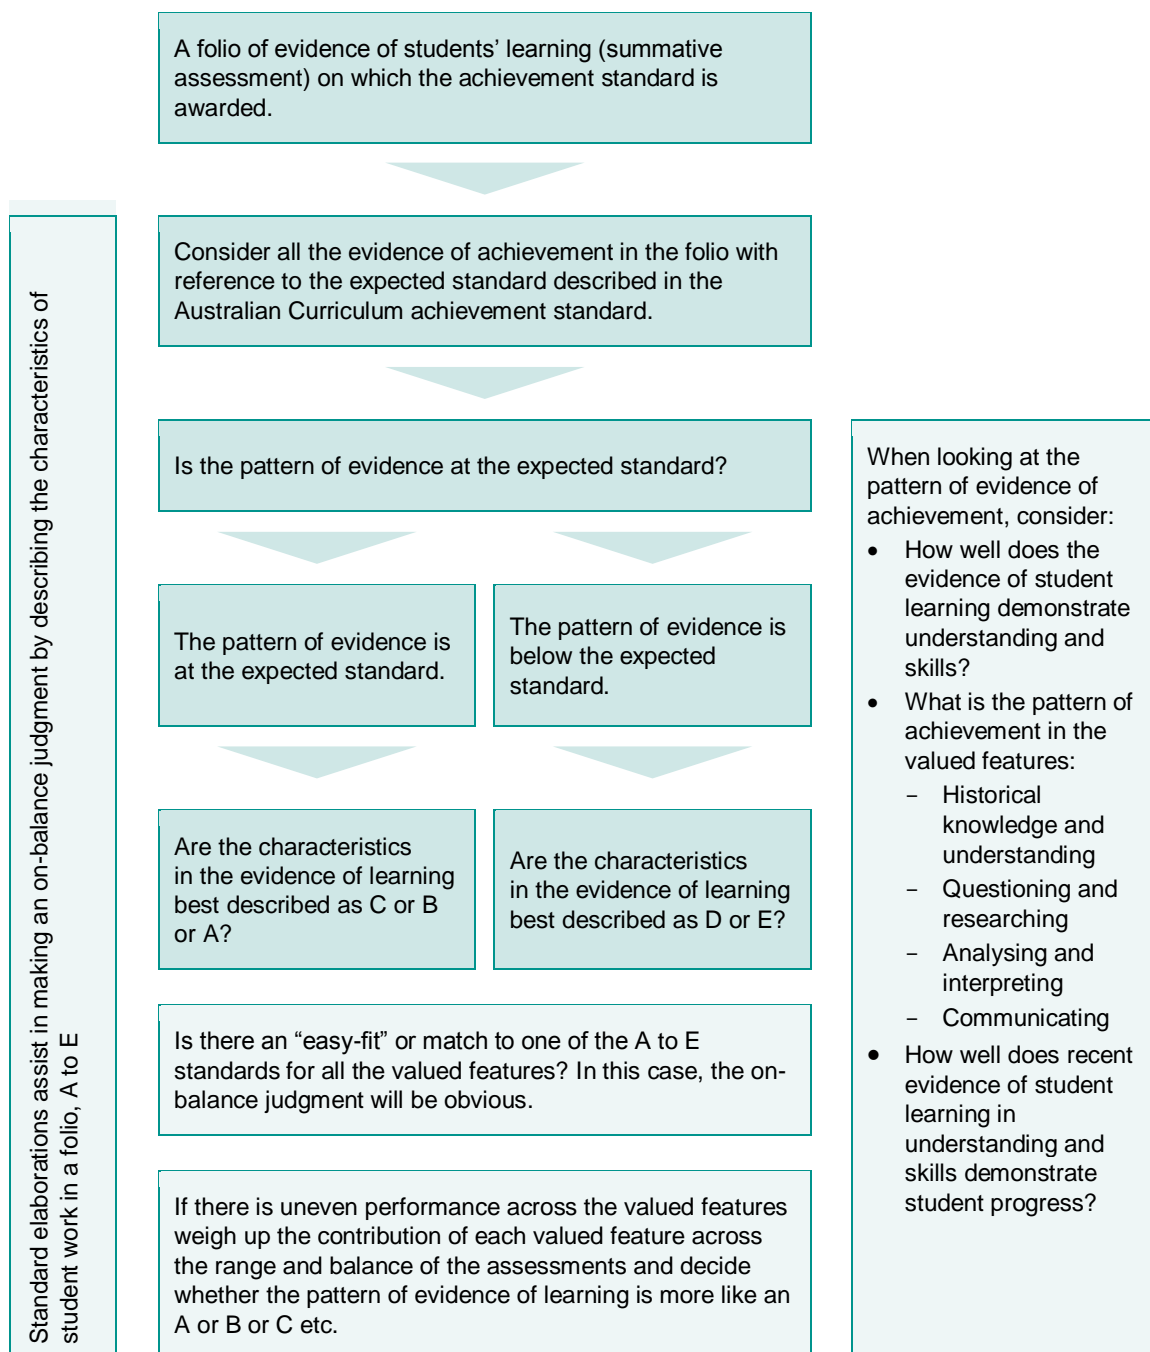 A folio of evidence of students’ learning (summative
assessment) on which the achievement standard is
awarded.
Standard elaborations assist in making an on-balance judgment by describing the characteristics of
student work in a folio, A to E
Consider all the evidence of achievement in the folio with
reference to the expected standard described in the
Australian Curriculum achievement standard.
Is the pattern of evidence at the expected standard?
The pattern of evidence is
at the expected standard.
The pattern of evidence is
below the expected
standard.
Are the characteristics
in the evidence of learning
best described as C or B
or A?
Are the characteristics
in the evidence of learning
best described as D or E?
Is there an “easy-fit” or match to one of the A to E
standards for all the valued features? In this case, the on-
balance judgment will be obvious.
If there is uneven performance across the valued features
weigh up the contribution of each valued feature across
the range and balance of the assessments and decide
whether the pattern of evidence of learning is more like an
A or B or C etc.
When looking at the
pattern of evidence of
achievement, consider:
• How well does the
evidence of student
learning demonstrate
understanding and
skills?
• What is the pattern of
achievement in the
valued features:
– Historical
knowledge and
understanding
– Questioning and
researching
– Analysing and
interpreting
– Communicating
• How well does recent
evidence of student
learning in
understanding and
skills demonstrate
student progress?